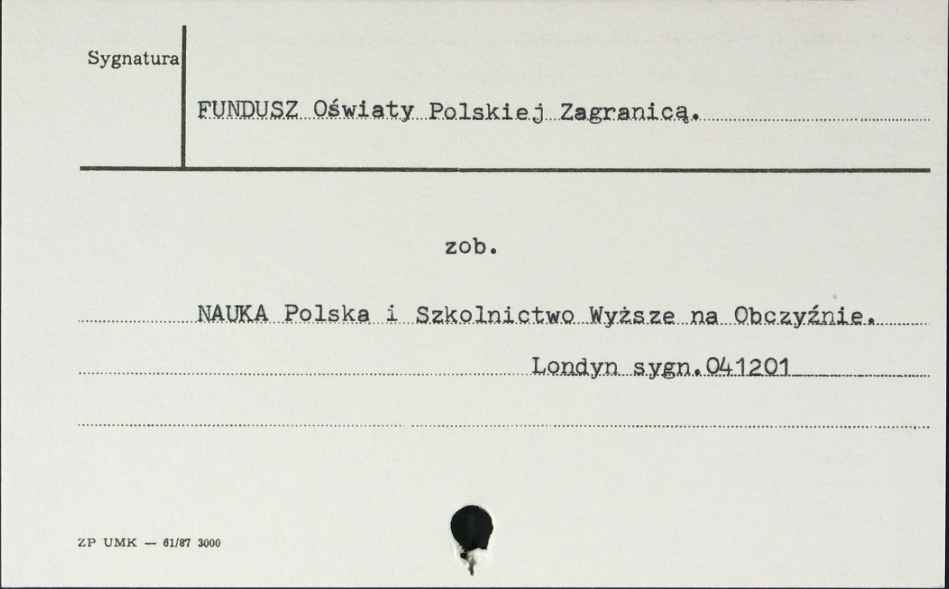 Sygnatura
FUNDUSZ Oświaty Polskiej Zagranicą.
zob.
NAUKA Polska i Szkolnictwo Wyższe na Obczyźnie.
Londyn sygn.041201
ZP UMK — 61/87 3000